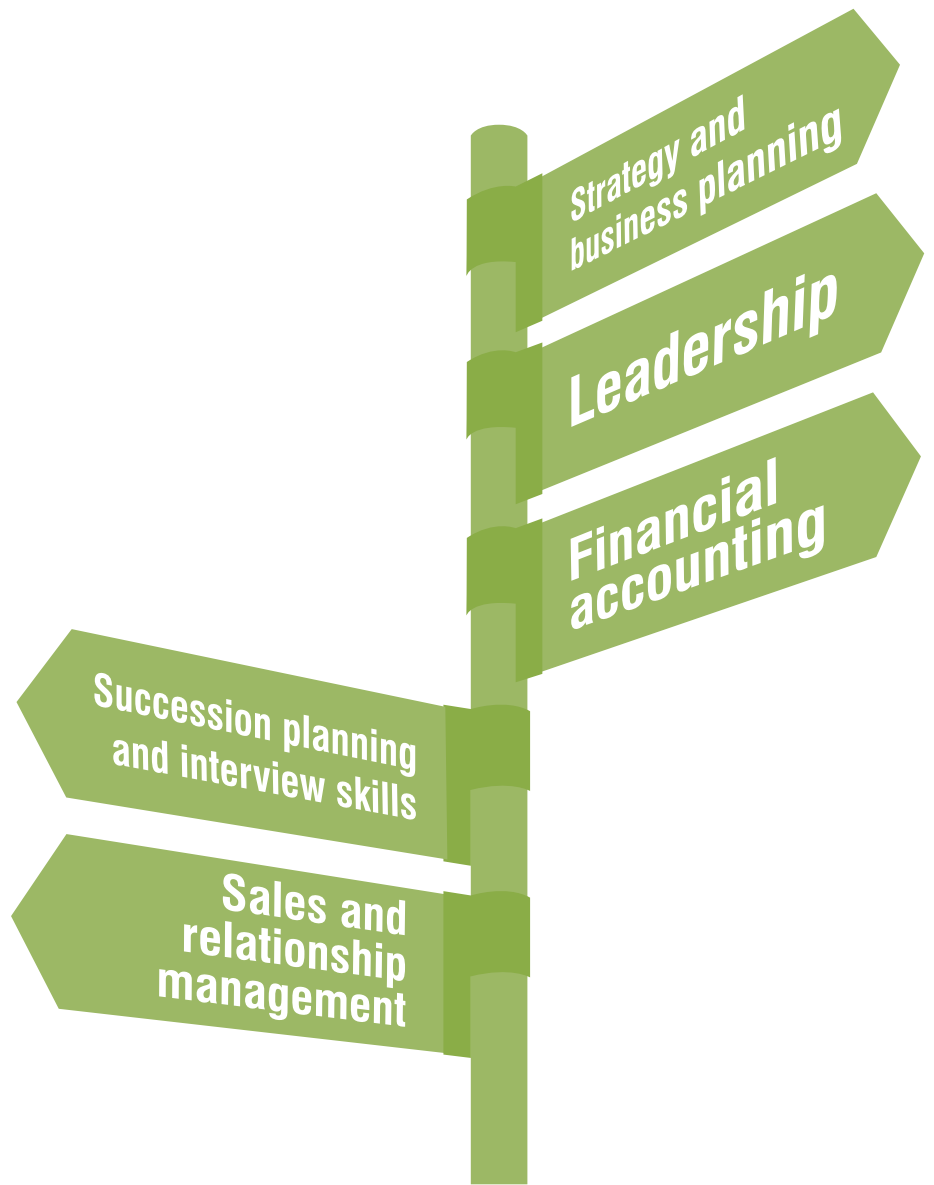 Strategy and
business planning
Leadership
Financial
accounting
Succession planning
and interview skills
Sales and
relationship
management